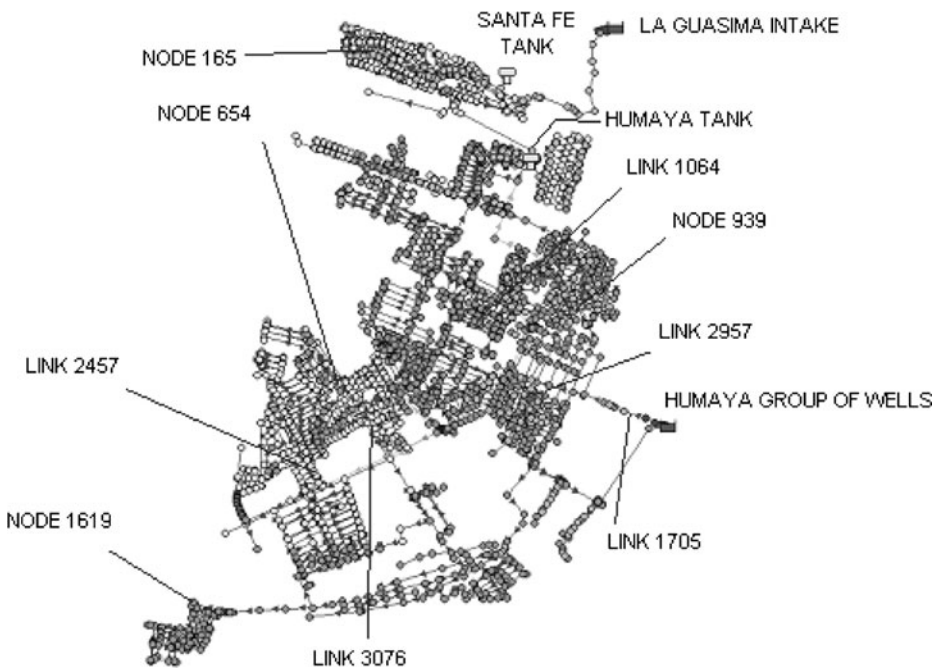 SANTA FE
TANK
LA GUASIMA INTAKE
NODE 165
NODE 654
HUMAYA TANK
LINK 1064
NODE 939
LINK 2957
LINK 2457
HUMAYA GROUP OF WELLS
NODE 1619
LINK 1705
LINK 3076